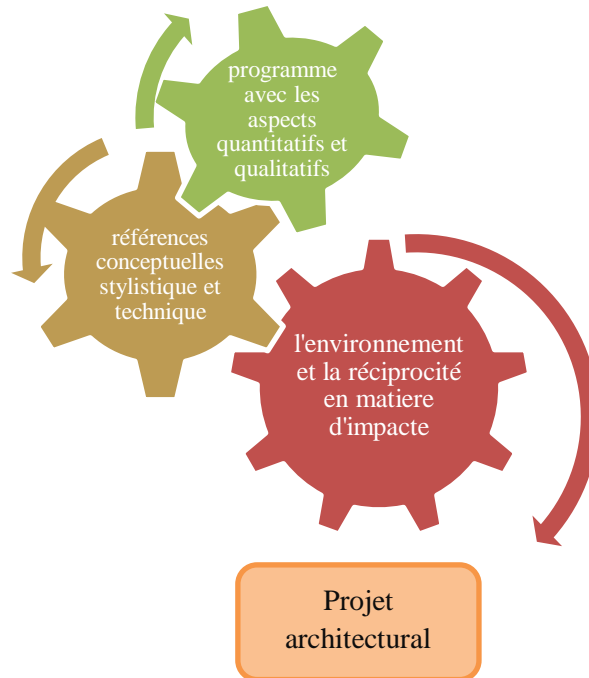 programme
avec les
aspects
quantitatifs et
qualitatifs
références
conceptuelles
stylistique et
technique
l'environnement
et la réciprocité
en matiere
d'impacte
Projet
architectural